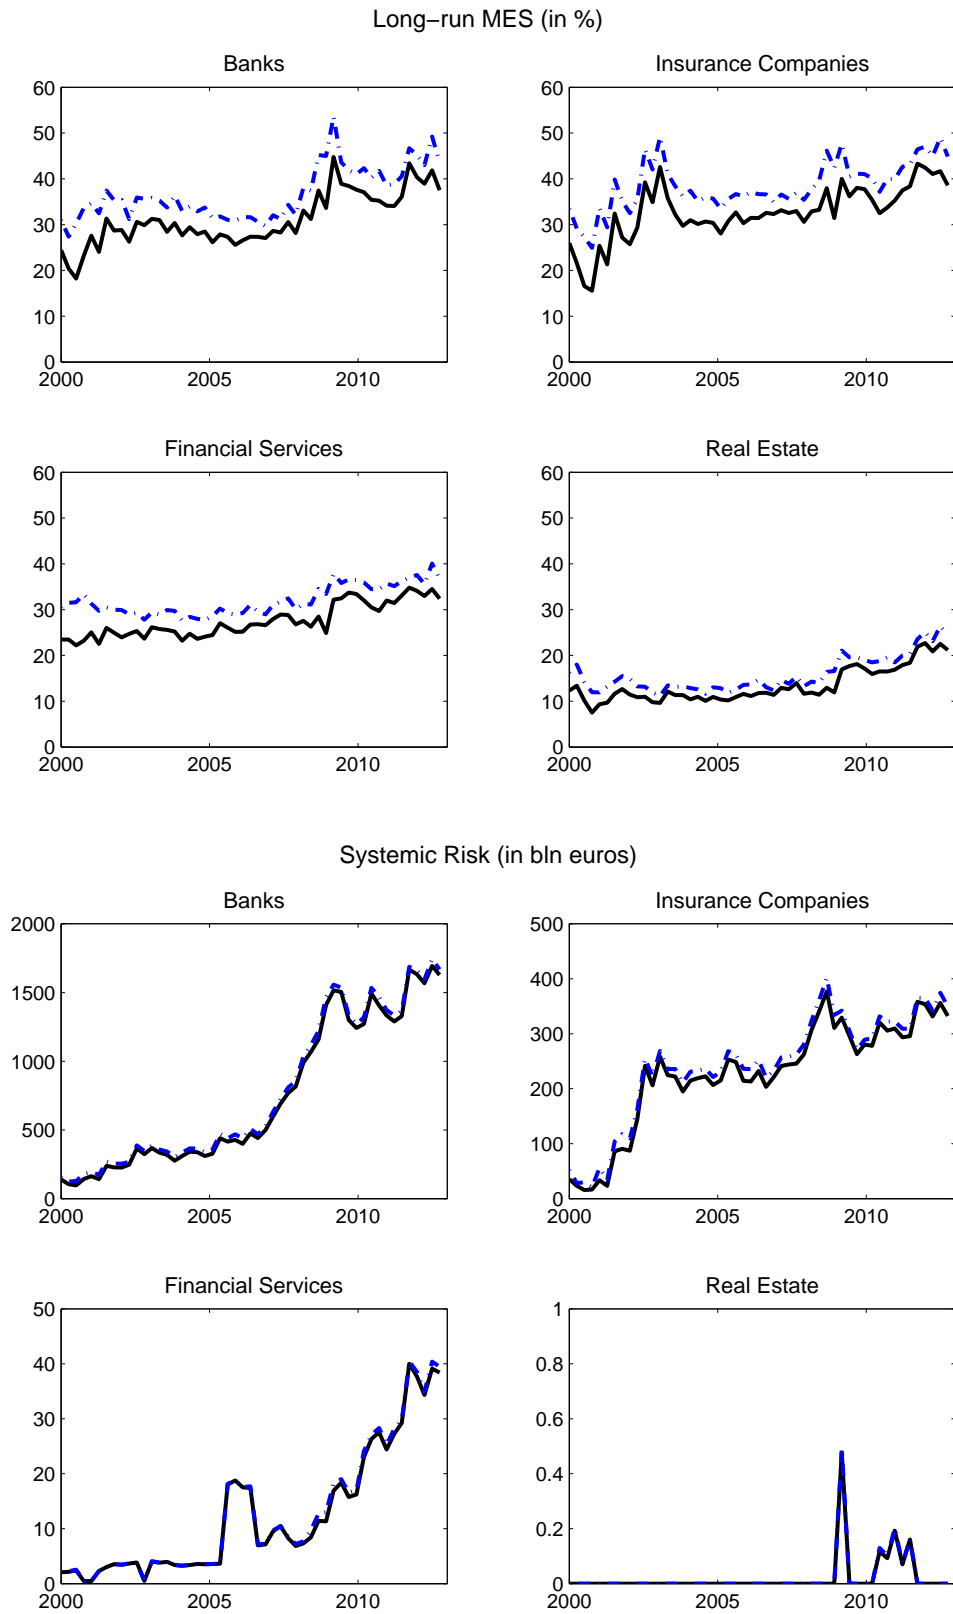 Long−run MES (in %)
Banks
Insurance Companies
60
50
40
30
20
10
0
2000 2005 2010
60
50
40
30
20
10
0
2000 2005 2010
Financial Services
Real Estate
60
50
40
30
20
10
0
2000 2005 2010
60
50
40
30
20
10
0
2000 2005 2010
Systemic Risk (in bln euros)
Banks
Insurance Companies
2000
1500
1000
500
0
2000 2005 2010
500
400
300
200
100
0
2000 2005 2010
Financial Services
Real Estate
50
40
30
20
10
0
2000 2005 2010
1
0.8
0.6
0.4
0.2
0
2000 2005 2010